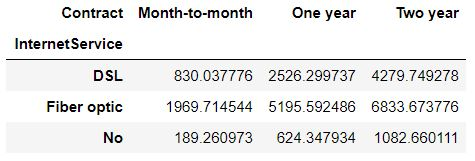 Contract Month-to-month One year Two year
InternetService
DSL 830.037776 2526.299737 4279.749278
Fiber optic 1969.714544 5195.592486 6833.673776
No 189.260973 624.347934 1082.660111